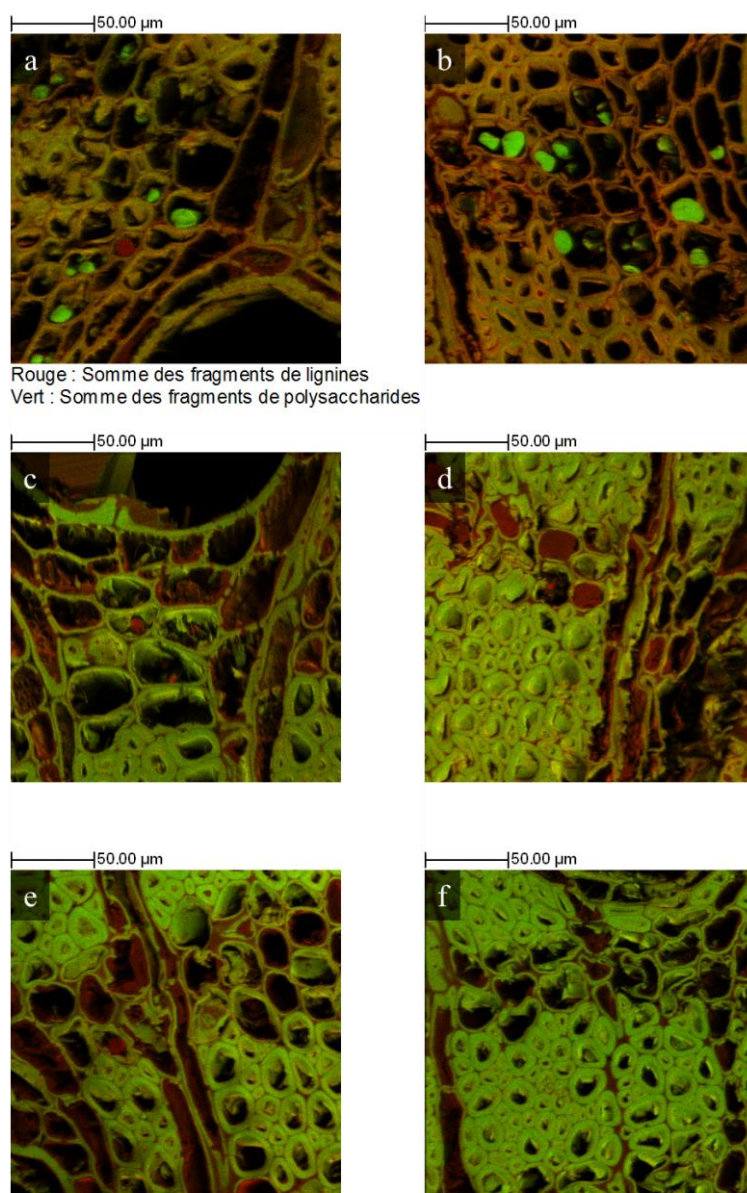 50.00 µm 50.00 µm
a b
Rouge : Somme des fragments de lignines
Vert : Somme des fragments de polysaccharides
50.00 µm 50.00 µm
c d
50.00 µm 50.00 µm
e f